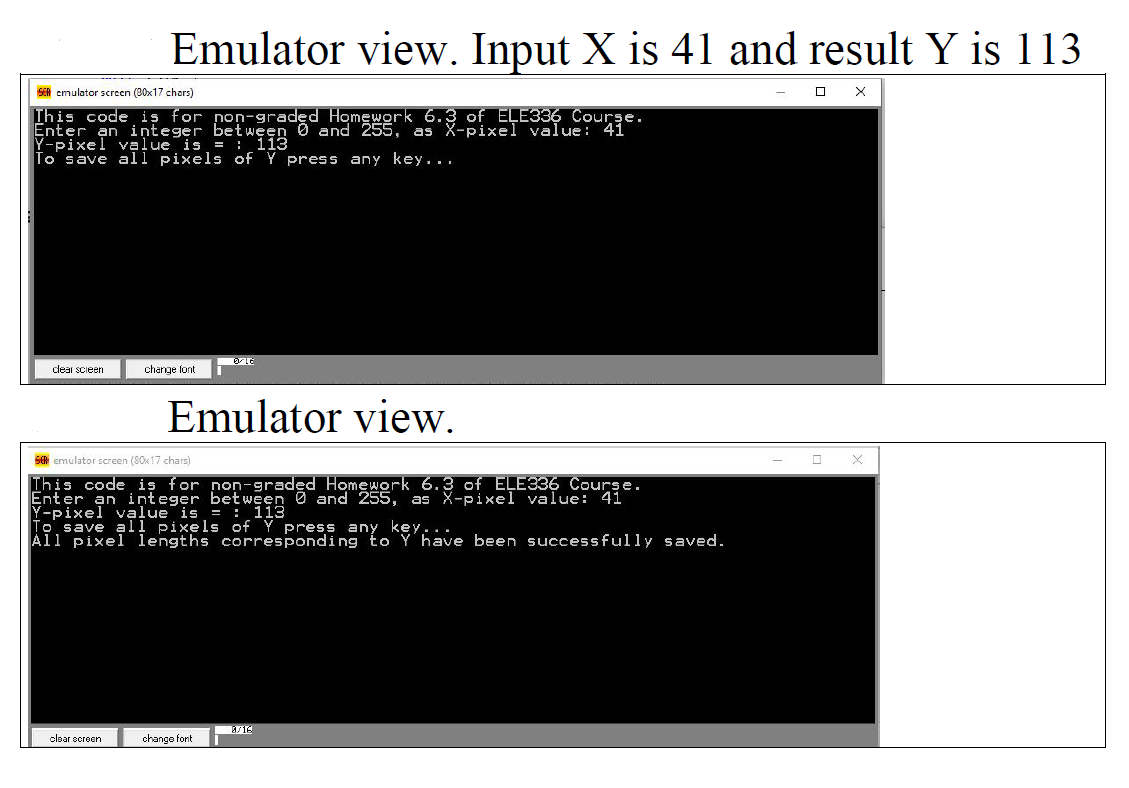 Emulator view. Input X is 41 and result Y is 113
emulator screen (80x17 chars)
This code is for non-graded Homework 6.3 of ELE336 Course.
Enter an integer between 0 and 255, as X-pixel value: 41
Y-pixel value is = : 113
To save all pixels of Y press any key...
clear screen
change font
0/16
Emulator view.
emulator screen (80x17 chars)
This code is for non-graded Homework 6.3 of ELE336 Course.
Enter an integer between 0 and 255, as X-pixel value: 41
Y-pixel value is = : 113
To save all pixels of Y press any key...
All pixel lengths corresponding to Y have been successfully saved.
clear screen
change font
0/16